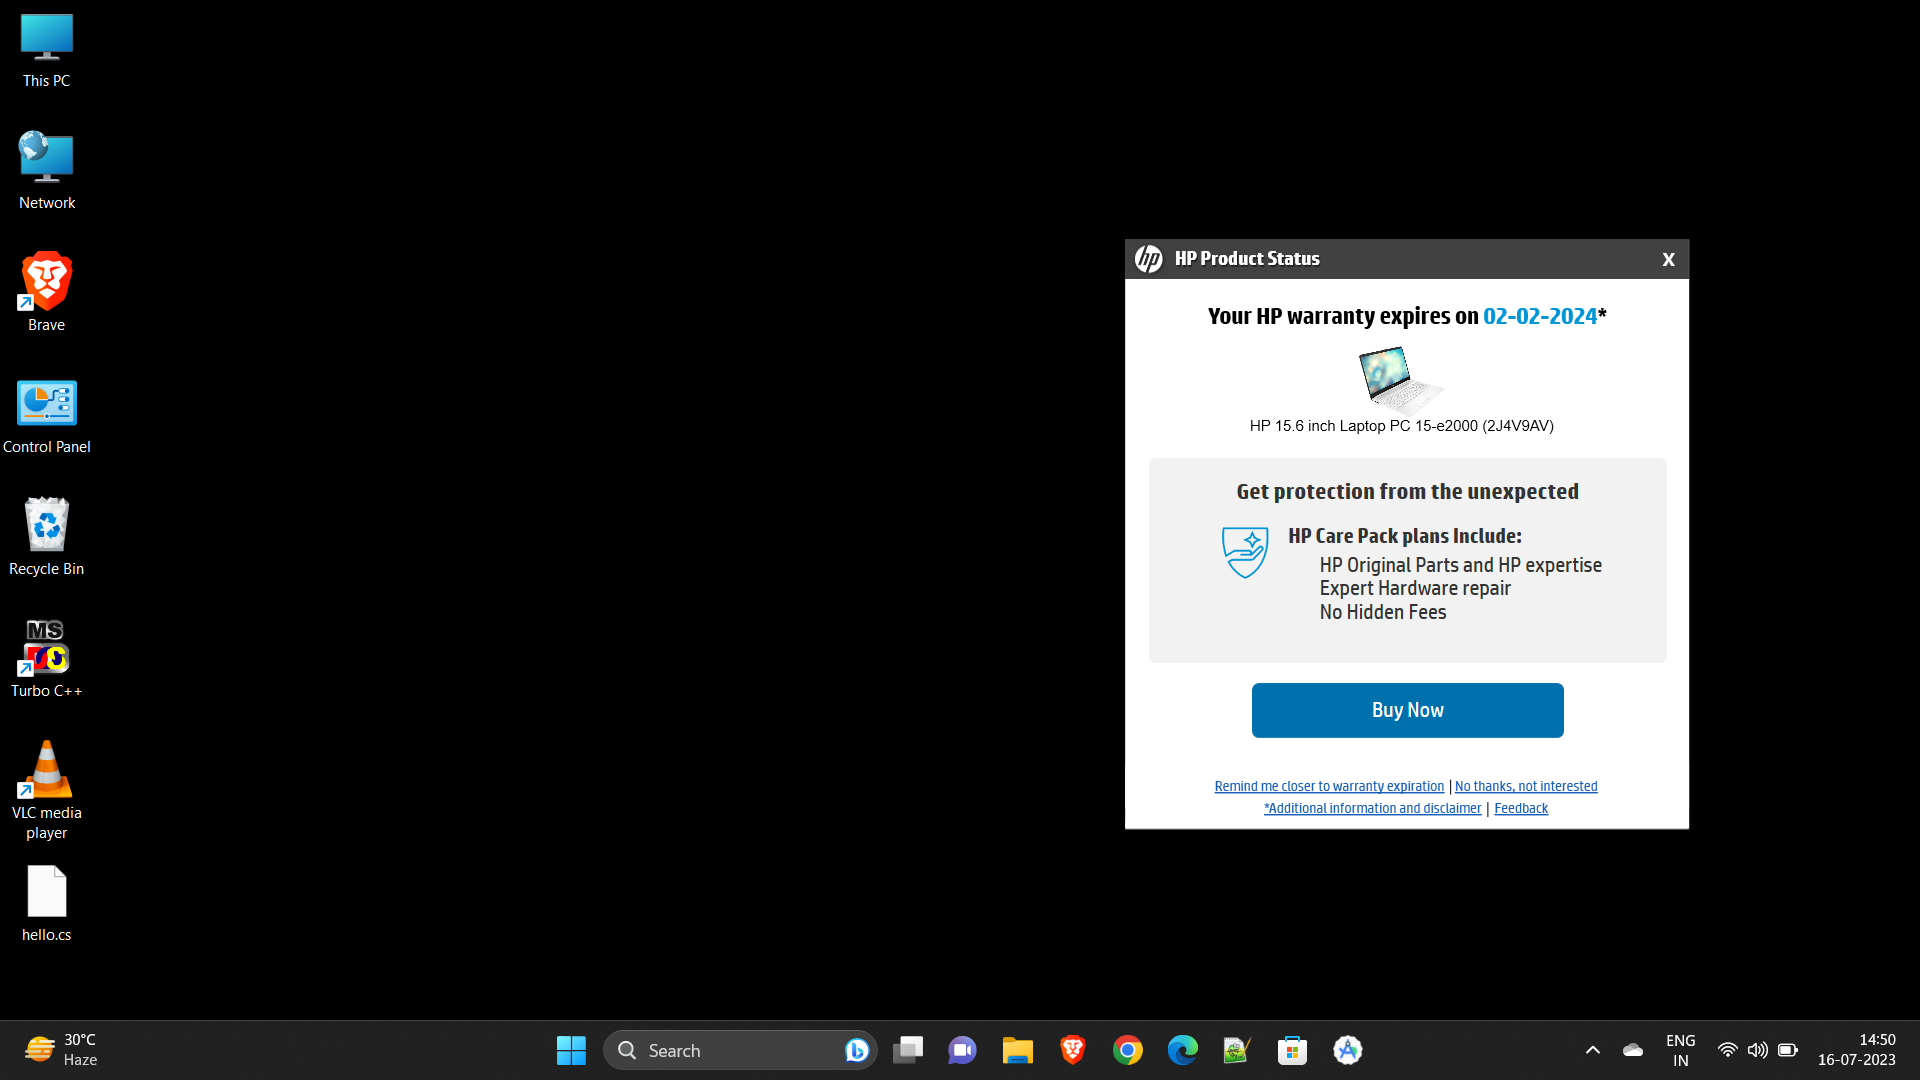 This PC
Network
Brave
Control Panel
Recycle Bin
MS
DOS
Turbo C++
VLC media
player
hello.cs
hp HP Product Status X
Your HP warranty expires on 02-02-2024*
HP 15.6 inch Laptop PC 15-e2000 (2J4V9AV)
Get protection from the unexpected
HP Care Pack plans Include:
HP Original Parts and HP expertise
Expert Hardware repair
No Hidden Fees
Buy Now
Remind me closer to warranty expiration | No thanks, not interested
*Additional information and disclaimer | Feedback
30°C
Haze
Search
ENG
IN
14:50
16-07-2023